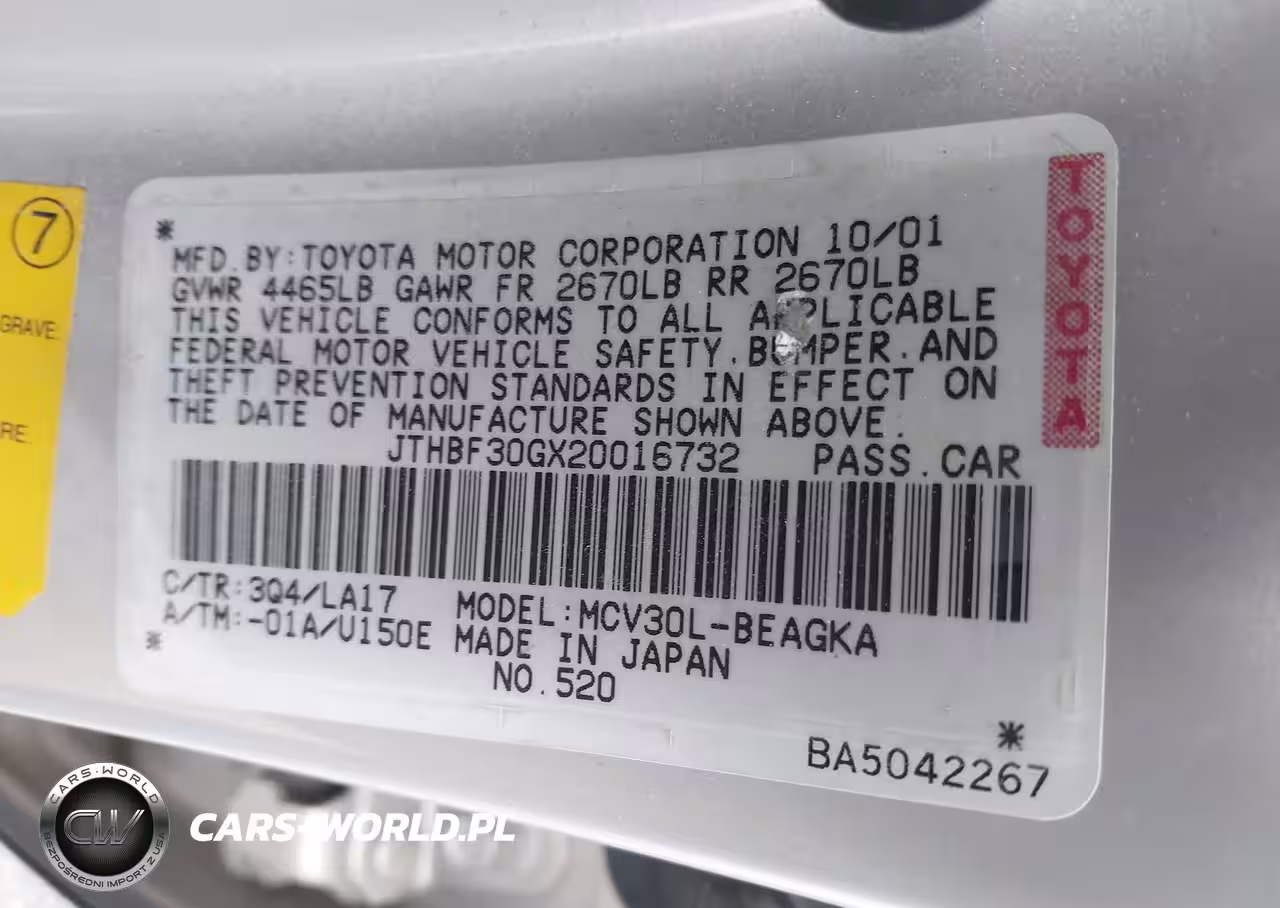 7
GRAVE.
RE.
*
MFD.BY:TOYOTA MOTOR CORPORATION 10/01
GVWR 4465LB GAWR FR 2670LB RR 2670LB
THIS VEHICLE CONFORMS TO ALL APPLICABLE
FEDERAL MOTOR VEHICLE SAFETY.BUMPER.AND
THEFT PREVENTION STANDARDS IN EFFECT ON
THE DATE OF MANUFACTURE SHOWN ABOVE.
JTHBF30GX20016732 PASS.CAR
C/TR:3Q4/LA17 MODEL:MCV30L-BEAGKA
A/TM:-01A/U150E MADE IN JAPAN
*
NO.520
*
BA5042267
TOYOTA
CARS-WORLD
CW
BEZPOŚREDNI IMPORT Z USA
CARS-WORLD.PL